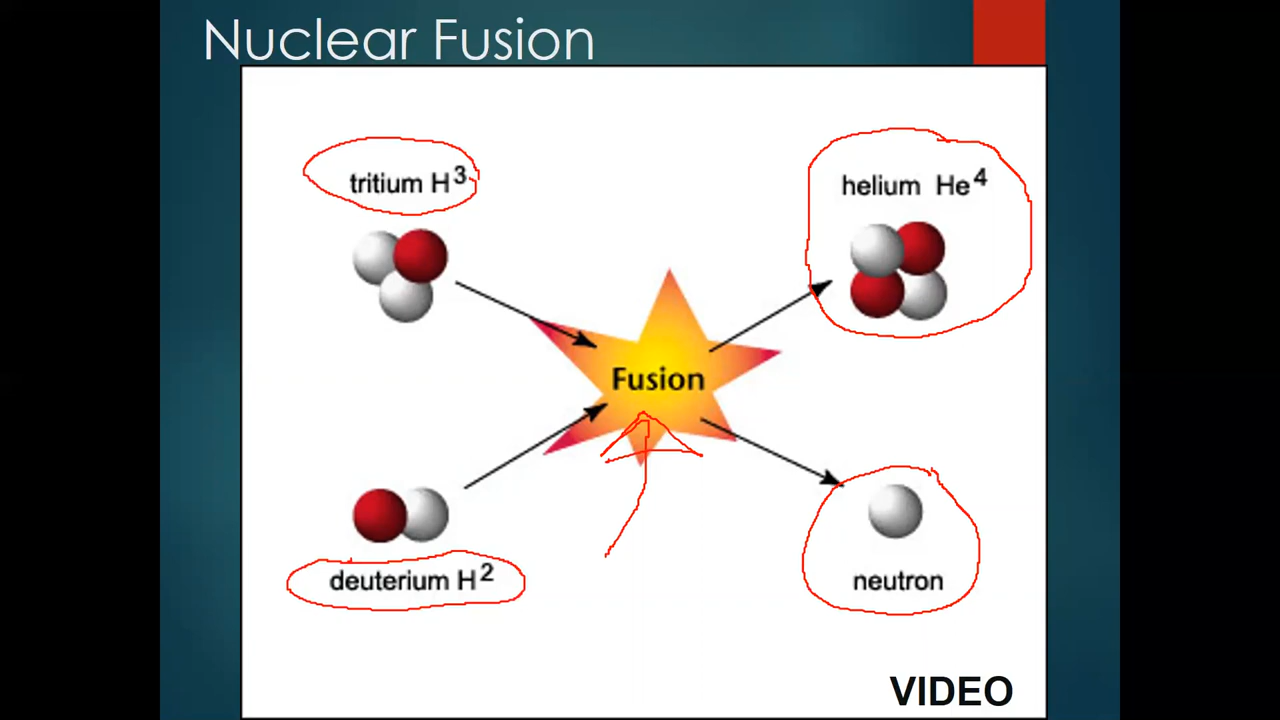 Nuclear Fusion
tritium H³
helium He⁴
Fusion
deuterium H²
neutron
VIDEO